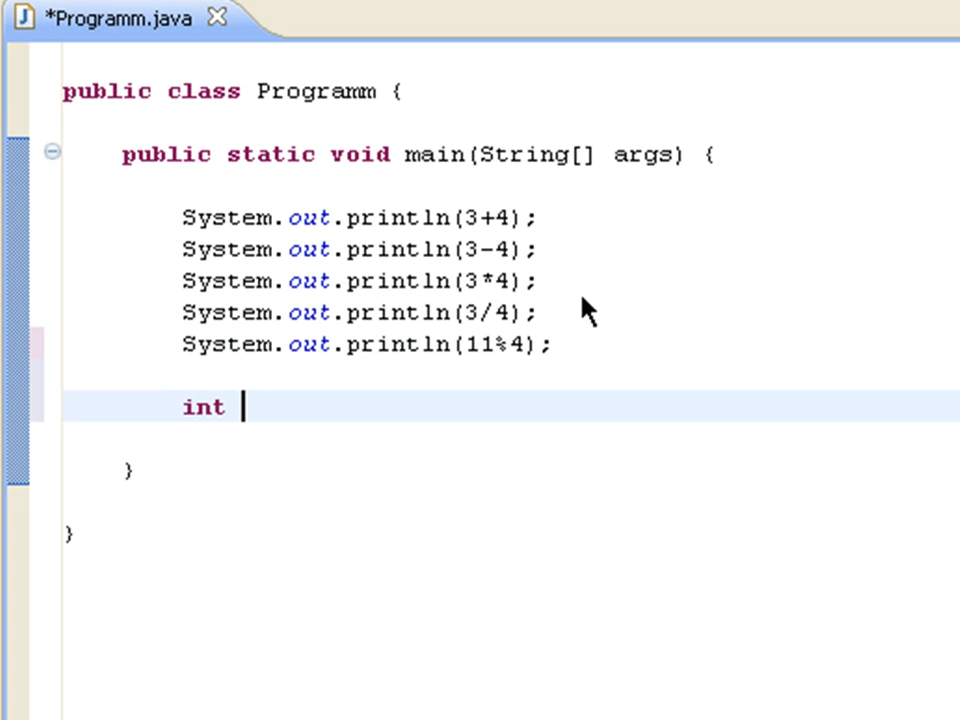 *Programm.java
public class Programm {
public static void main(String[] args) {
System.out.println(3+4);
System.out.println(3-4);
System.out.println(3*4);
System.out.println(3/4);
System.out.println(11%4);
int
}
}